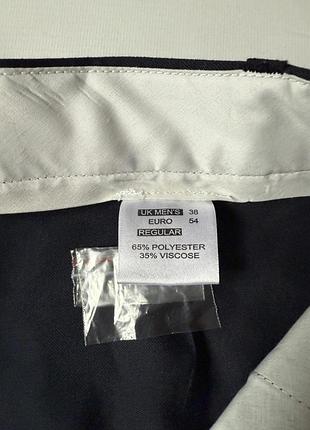 UK MEN'S 38
EURO 54
REGULAR
65% POLYESTER
35% VISCOSE